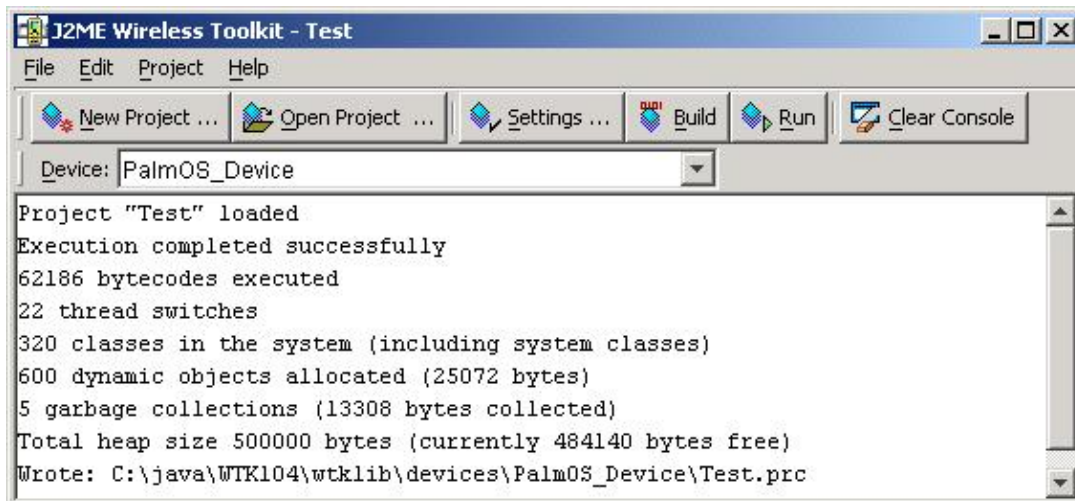 J2ME Wireless Toolkit - Test
File Edit Project Help
New Project ... Open Project ... Settings ... Build Run Clear Console
Device: PalmOS_Device
Project "Test" loaded
Execution completed successfully
62186 bytecodes executed
22 thread switches
320 classes in the system (including system classes)
600 dynamic objects allocated (25072 bytes)
5 garbage collections (13308 bytes collected)
Total heap size 500000 bytes (currently 484140 bytes free)
Wrote: C:\java\WTK104\wtklib\devices\PalmOS_Device\Test.prc